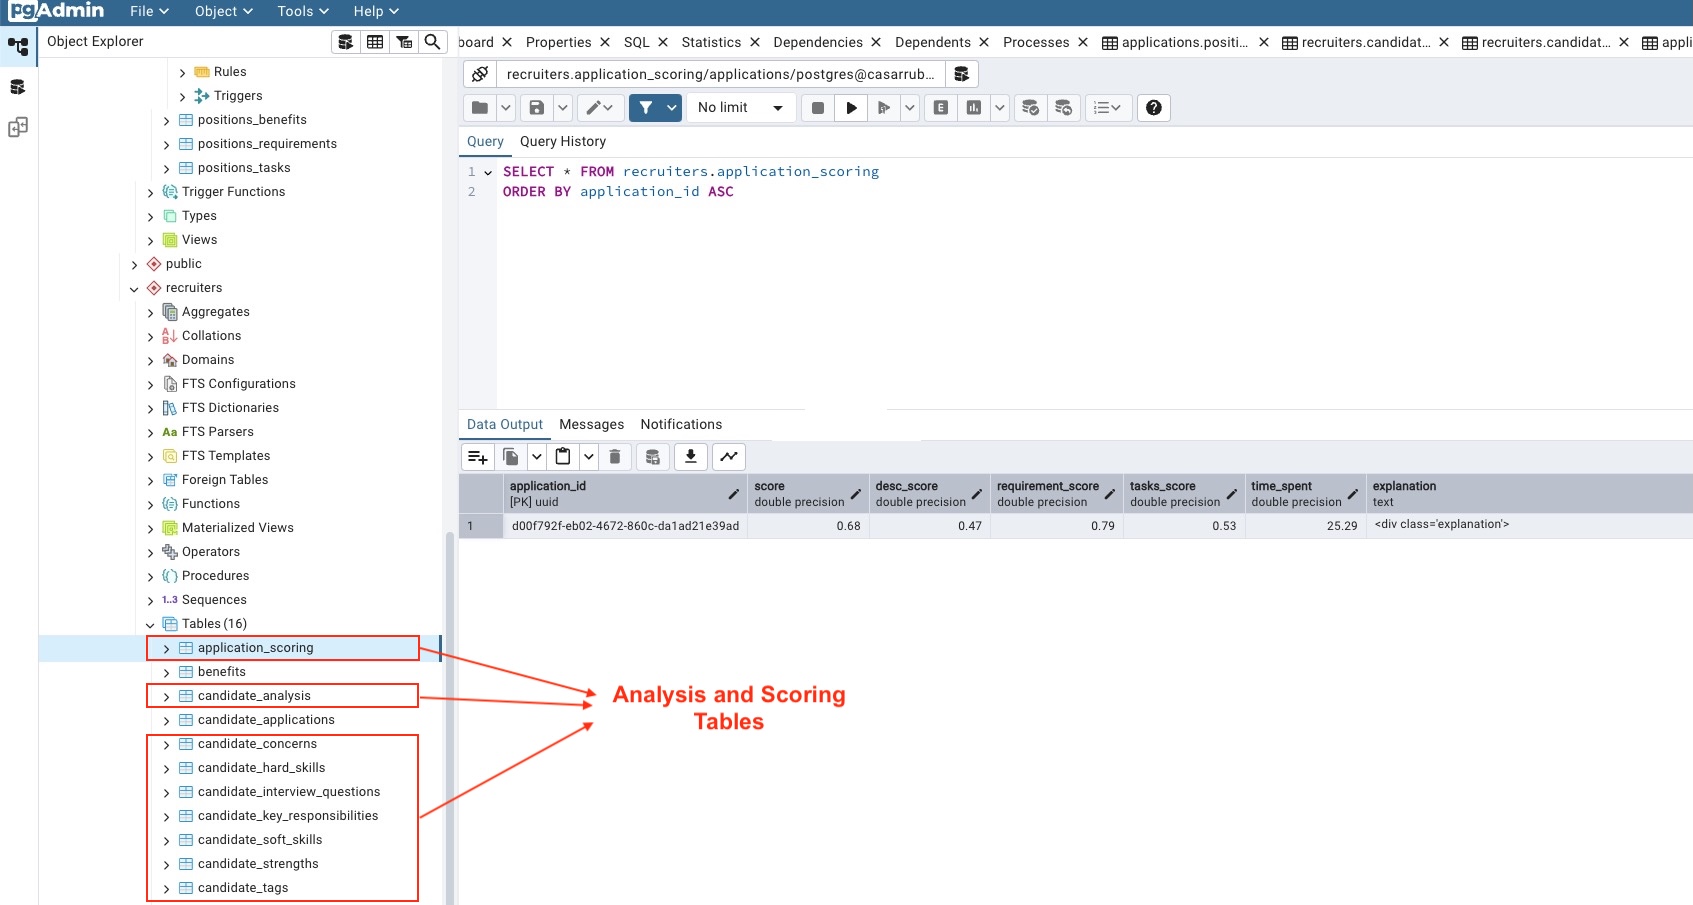 pgAdmin File Object Tools Help
Object Explorer
board Properties SQL Statistics Dependencies Dependents Processes applications.positi... recruiters.candidat... recruiters.candidat... appli
Rules
Triggers
positions_benefits
positions_requirements
positions_tasks
Trigger Functions
Types
Views
public
recruiters
Aggregates
Collations
Domains
FTS Configurations
FTS Dictionaries
Aa FTS Parsers
FTS Templates
Foreign Tables
Functions
Materialized Views
Operators
Procedures
1..3 Sequences
Tables (16)
application_scoring
benefits
candidate_analysis
candidate_applications
candidate_concerns
candidate_hard_skills
candidate_interview_questions
candidate_key_responsibilities
candidate_soft_skills
candidate_strengths
candidate_tags
recruiters.application_scoring/applications/postgres@casarrub...
No limit
E
Query Query History
1 SELECT * FROM recruiters.application_scoring
2 ORDER BY application_id ASC
Data Output Messages Notifications
application_id score desc_score requirement_score tasks_score time_spent explanation
[PK] uuid double precision double precision double precision double precision double precision text
1 d00f792f-eb02-4672-860c-da1ad21e39ad 0.68 0.47 0.79 0.53 25.29 <div class='explanation'>
Analysis and Scoring
Tables